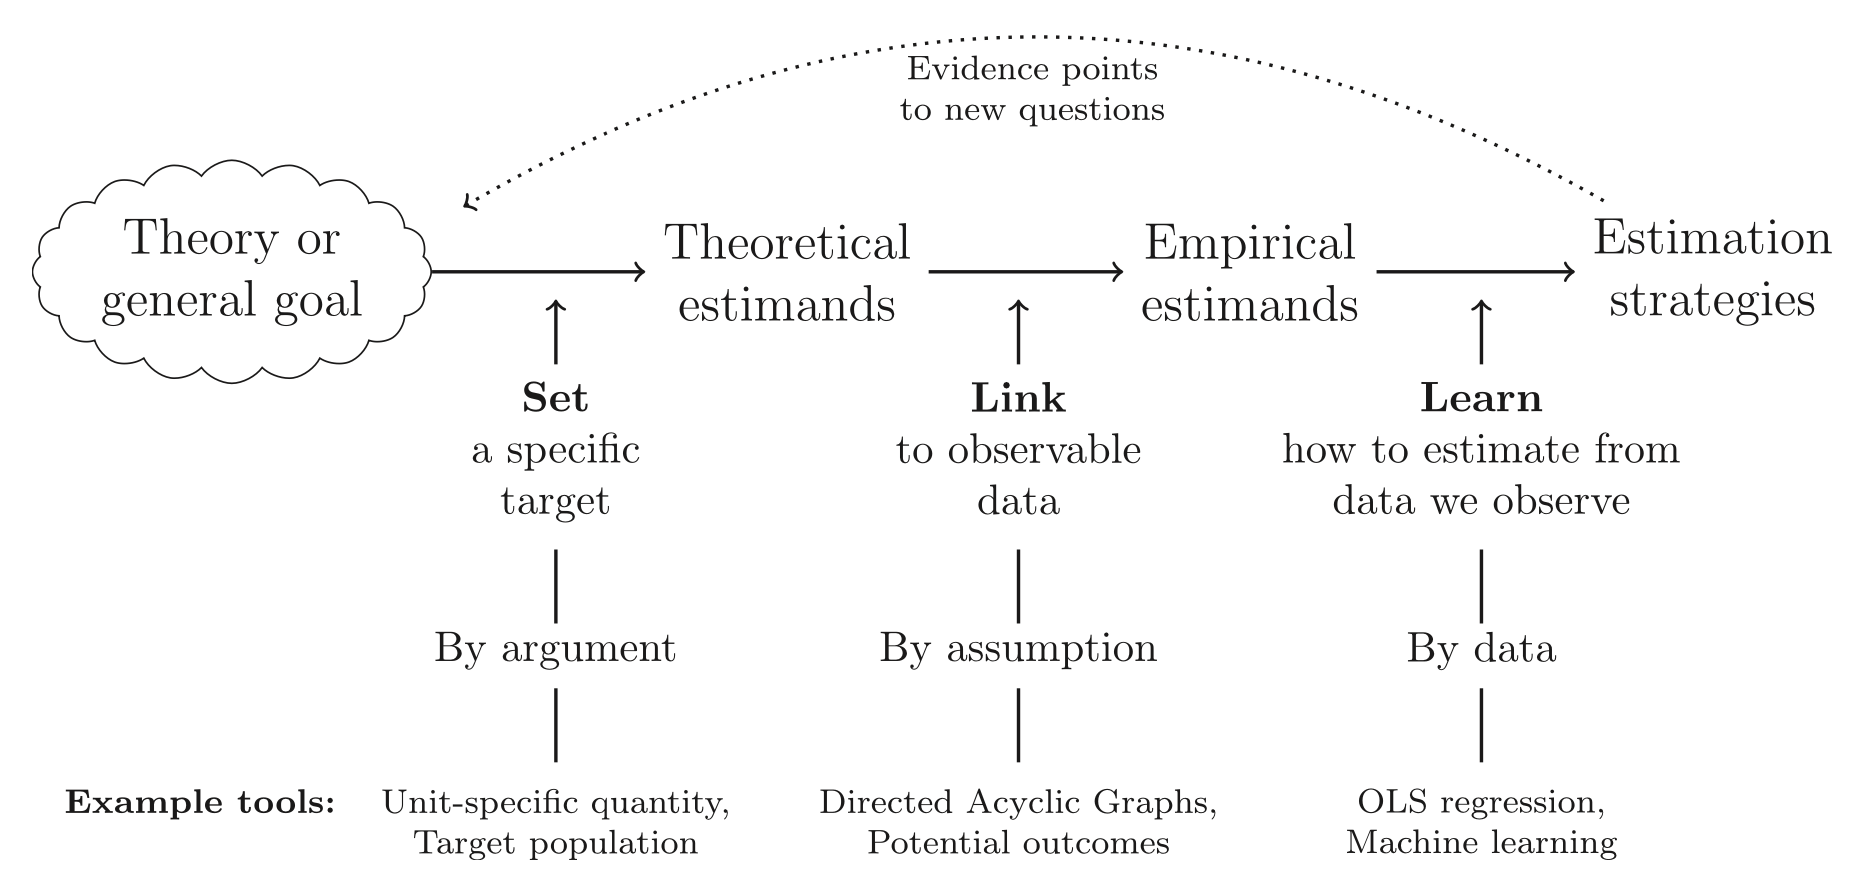 Evidence points
to new questions
Theory or
general goal
Theoretical
estimands
Empirical
estimands
Estimation
strategies
Set
a specific
target
Link
to observable
data
Learn
how to estimate from
data we observe
By argument
By assumption
By data
Example tools:
Unit-specific quantity,
Target population
Directed Acyclic Graphs,
Potential outcomes
OLS regression,
Machine learning